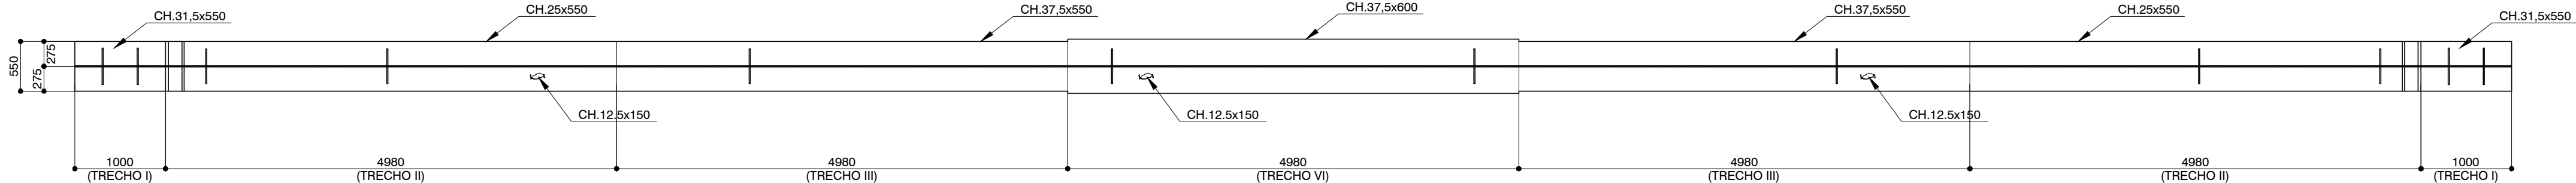 CH.31,5x550
CH.25x550
CH.37,5x550
CH.37,5x600
CH.37,5x550
CH.25x550
CH.31,5x550
550
275
275
CH.12.5x150
CH.12.5x150
CH.12.5x150
1000
4980
4980
4980
4980
4980
1000
(TRECHO I)
(TRECHO II)
(TRECHO III)
(TRECHO VI)
(TRECHO III)
(TRECHO II)
(TRECHO I)